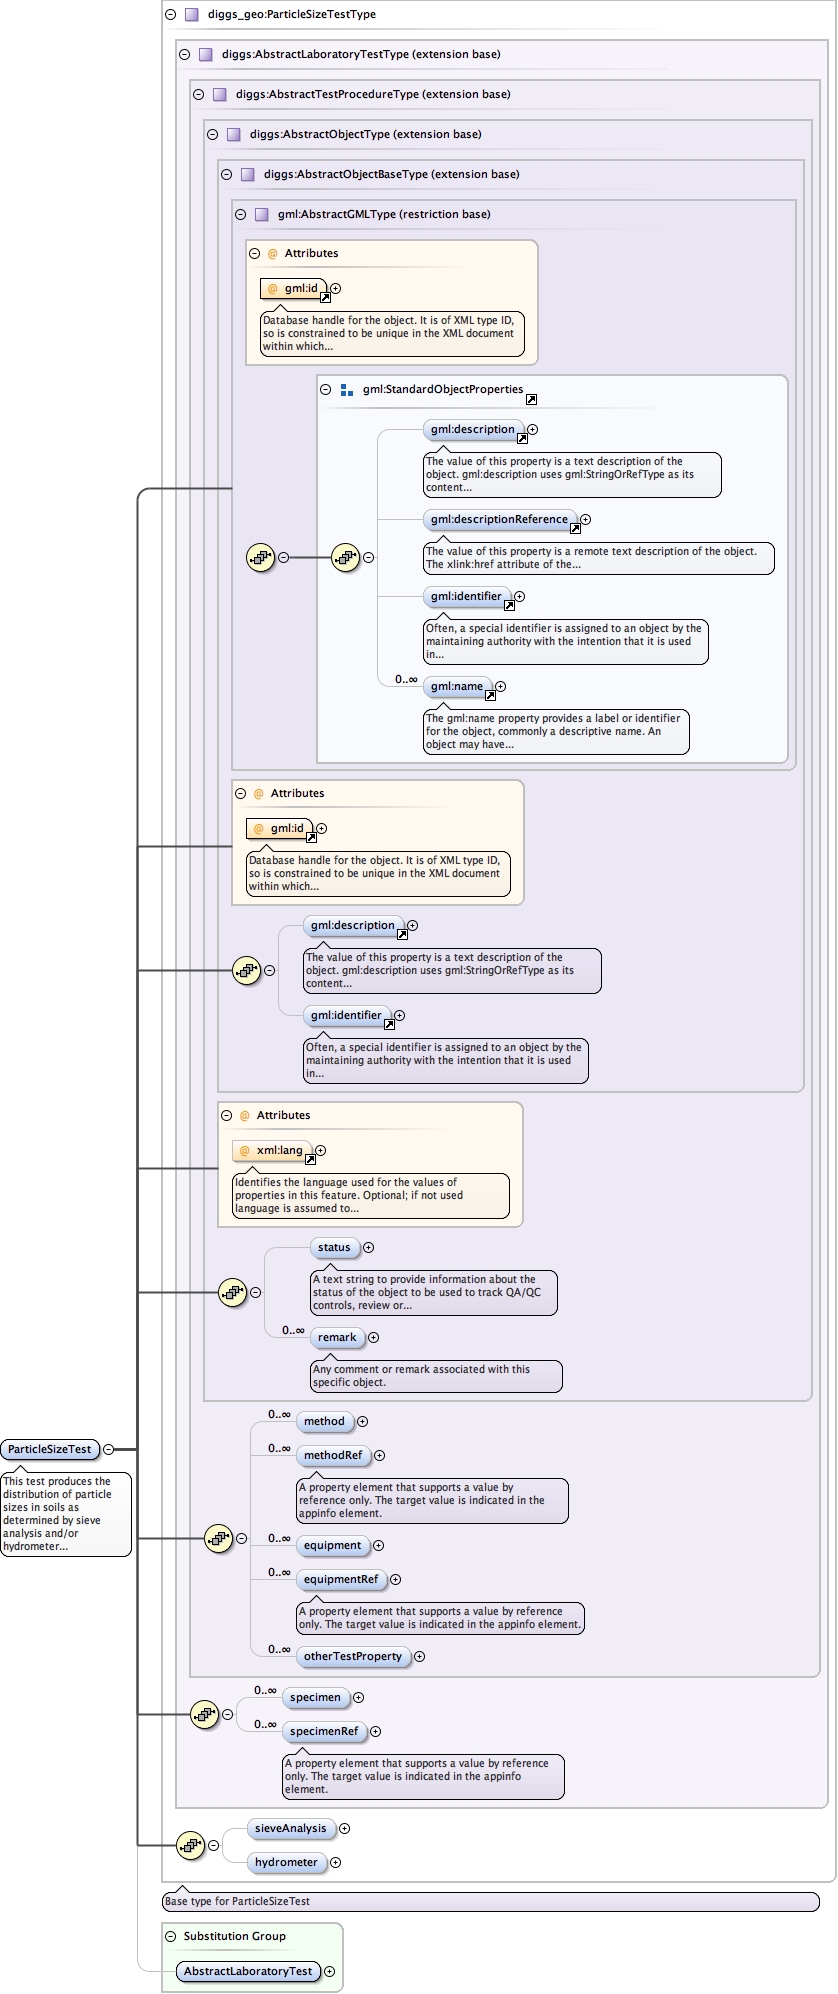 diggs_geo:ParticleSizeTestType
diggs:AbstractLaboratoryTestType (extension base)
diggs:AbstractTestProcedureType (extension base)
diggs:AbstractObjectType (extension base)
diggs:AbstractObjectBaseType (extension base)
gml:AbstractGMLType (restriction base)
@ Attributes
@ gml:id
Database handle for the object. It is of XML type ID,
so is constrained to be unique in the XML document
within which...
gml:StandardObjectProperties
gml:description
The value of this property is a text description of the
object. gml:description uses gml:StringOrRefType as its
content...
gml:descriptionReference
The value of this property is a remote text description of the object.
The xlink:href attribute of the...
gml:identifier
Often, a special identifier is assigned to an object by the
maintaining authority with the intention that it is used
in...
0..∞
gml:name
The gml:name property provides a label or identifier
for the object, commonly a descriptive name. An
object may have...
@ Attributes
@ gml:id
Database handle for the object. It is of XML type ID,
so is constrained to be unique in the XML document
within which...
gml:description
The value of this property is a text description of the
object. gml:description uses gml:StringOrRefType as its
content...
gml:identifier
Often, a special identifier is assigned to an object by the
maintaining authority with the intention that it is used
in...
@ Attributes
@ xml:lang
Identifies the language used for the values of
properties in this feature. Optional; if not used
language is assumed to...
status
A text string to provide information about the
status of the object to be used to track QA/QC
controls, review or...
0..∞
remark
Any comment or remark associated with this
specific object.
0..∞
method
ParticleSizeTest
This test produces the
distribution of particle
sizes in soils as
determined by sieve
analysis and/or
hydrometer...
0..∞
methodRef
A property element that supports a value by
reference only. The target value is indicated in the
appinfo element.
0..∞
equipment
0..∞
equipmentRef
A property element that supports a value by reference
only. The target value is indicated in the appinfo element.
0..∞
otherTestProperty
0..∞
specimen
0..∞
specimenRef
A property element that supports a value by reference
only. The target value is indicated in the appinfo
element.
sieveAnalysis
hydrometer
Base type for ParticleSizeTest
Substitution Group
AbstractLaboratoryTest